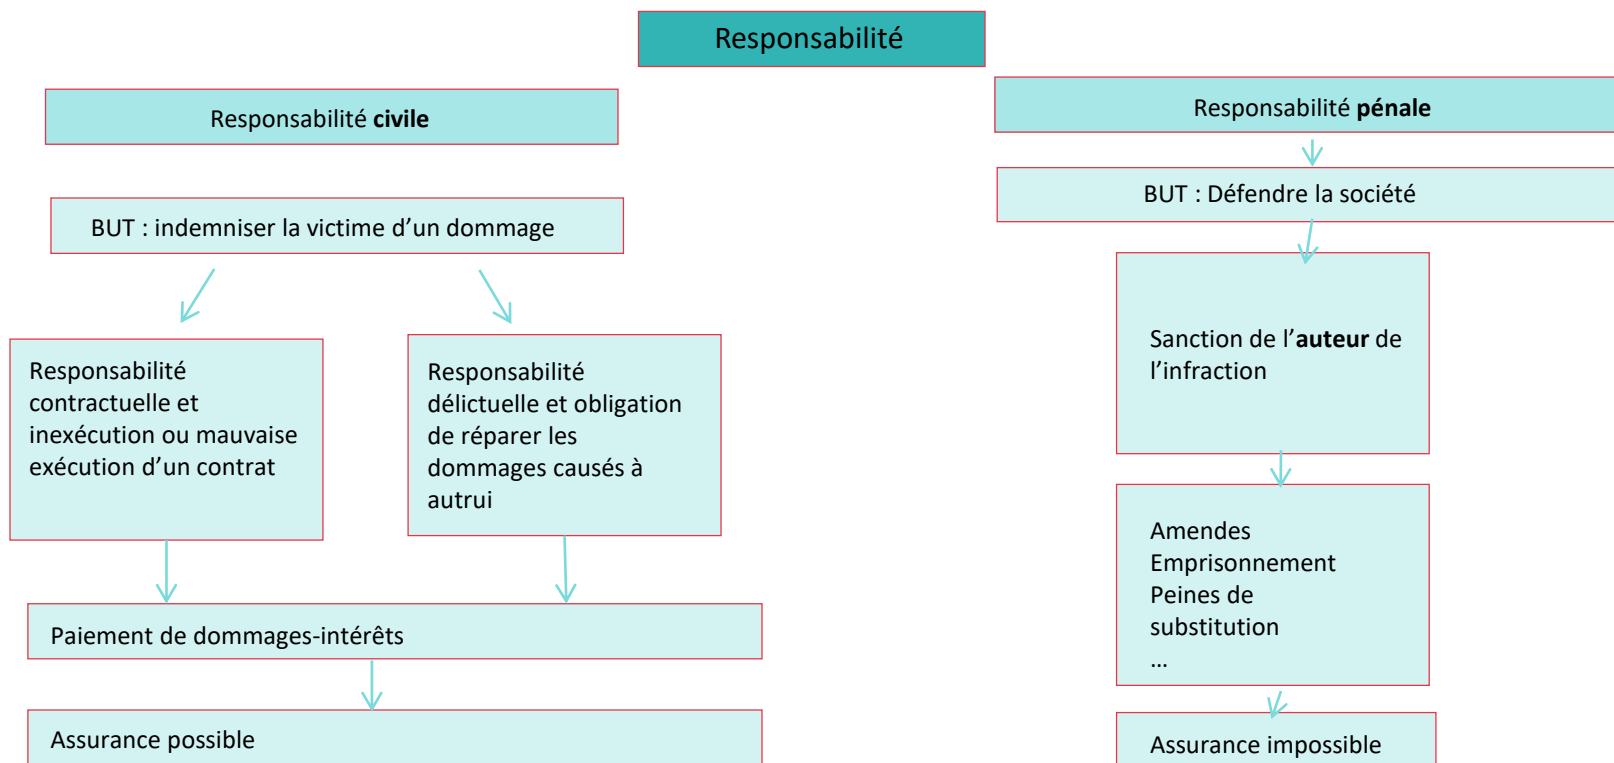 Responsabilité
Responsabilité civile
BUT : indemniser la victime d’un dommage
Responsabilité
contractuelle et
inexécution ou mauvaise
exécution d’un contrat
Responsabilité
délictuelle et obligation
de réparer les
dommages causés à
autrui
Paiement de dommages-intérêts
Assurance possible
Responsabilité pénale
BUT : Défendre la société
Sanction de l’auteur de
l’infraction
Amendes
Emprisonnement
Peines de
substitution
…
Assurance impossible